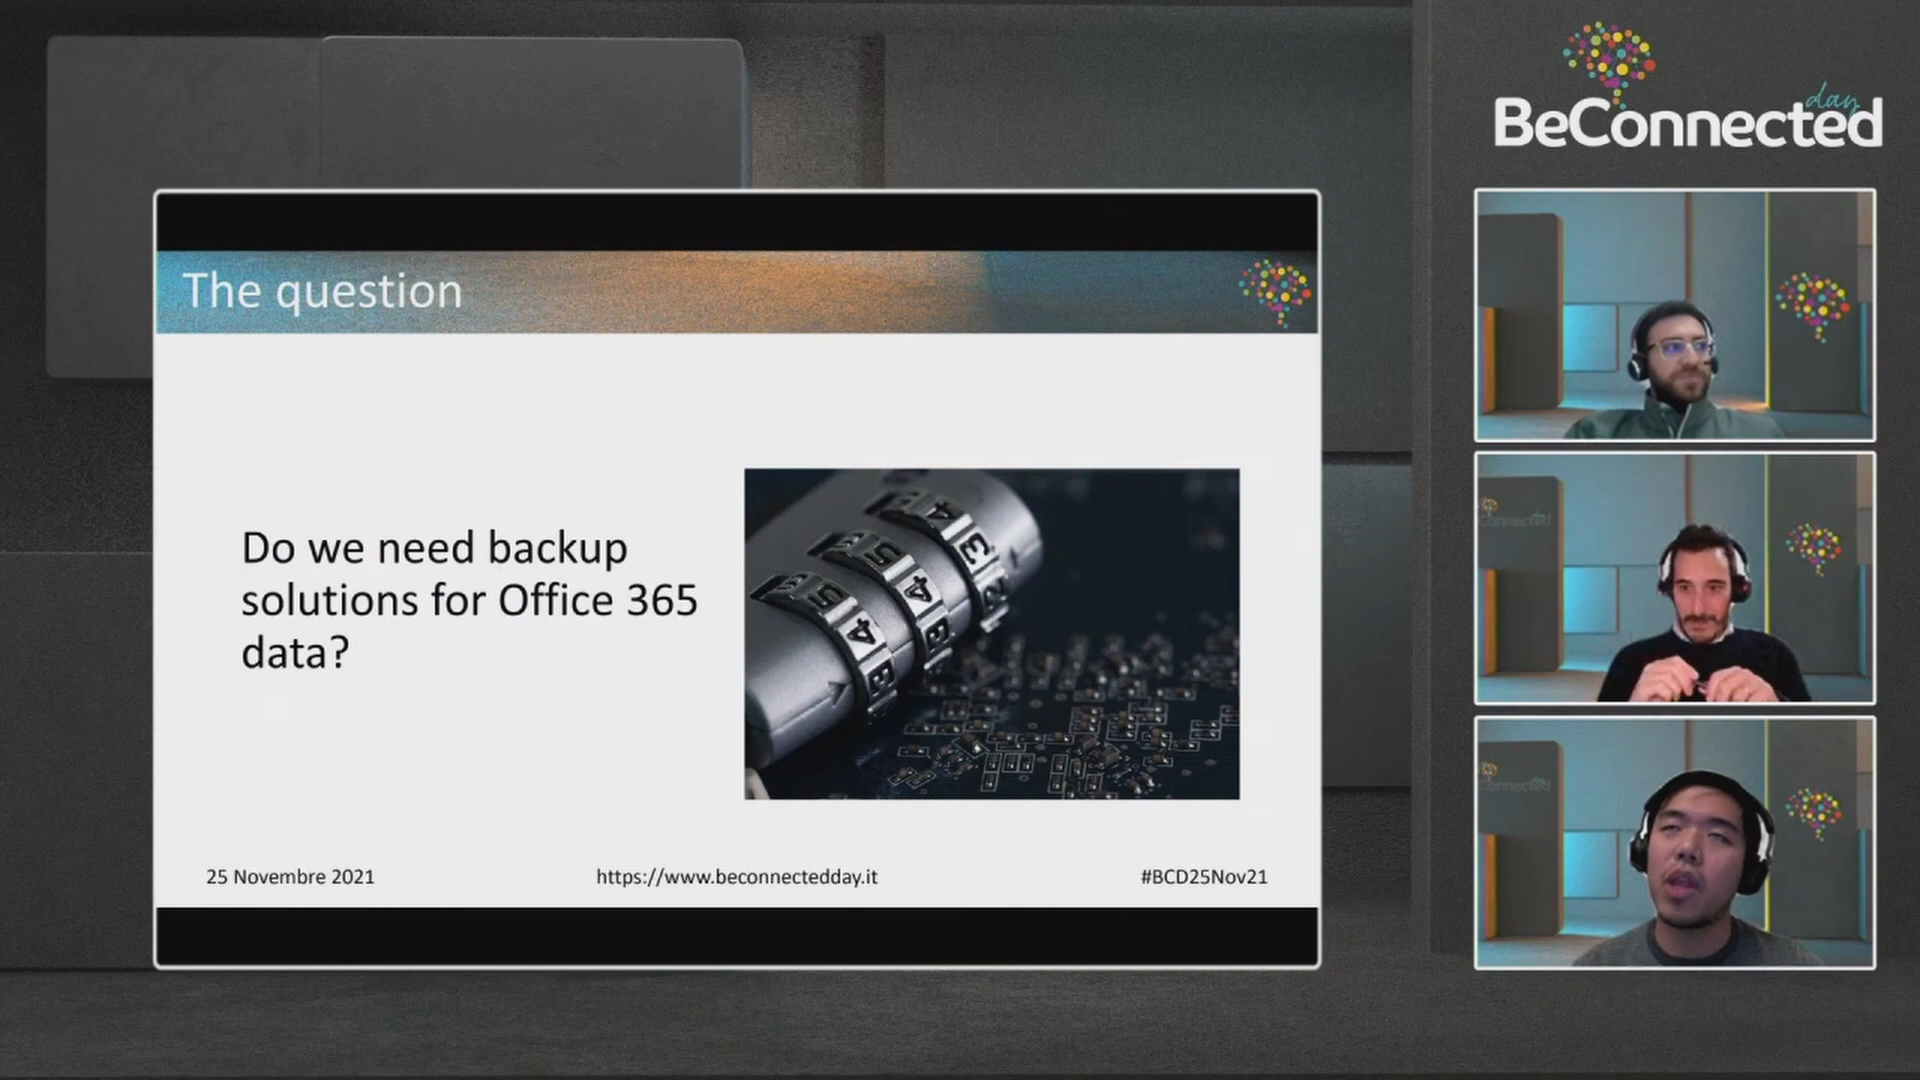 BeConnected
day
The question
Do we need backup
solutions for Office 365
data?
25 Novembre 2021
https://www.beconnectedday.it
#BCD25Nov21